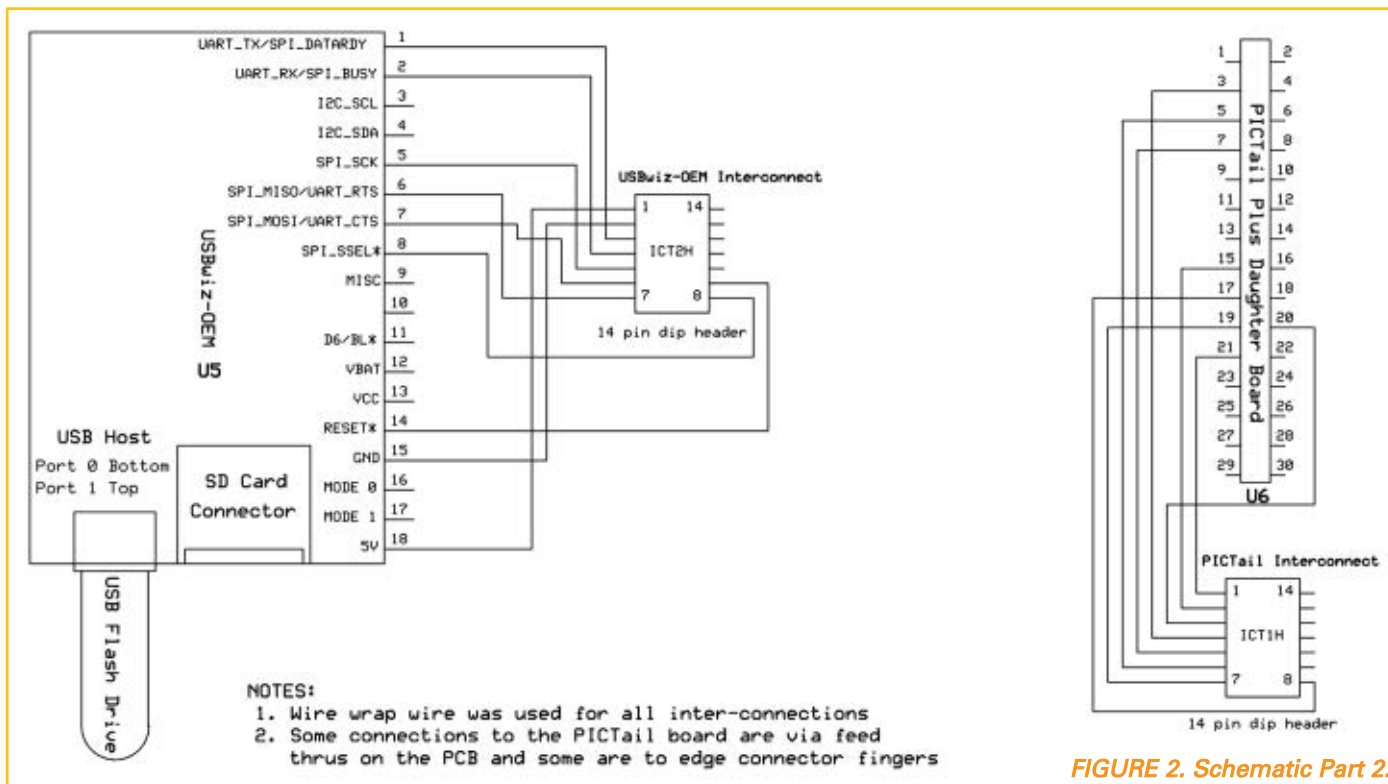 UART_TX/SPI_DATARDY 1
UART_RX/SPI_BUSY 2
I2C_SCL 3
I2C_SDA 4
SPI_SCK 5
SPI_MISO/UART_RTS 6
SPI_MOSI/UART_CTS 7
SPI_SSEL* 8
MISC 9
10
D6/BL* 11
VBAT 12
VCC 13
RESET* 14
GND 15
MODE 0 16
MODE 1 17
5V 18
USBwiz-OEM
U5
USB Host
Port 0 Bottom
Port 1 Top
SD Card
Connector
USB Flash Drive
USBwiz-OEM Interconnect
1 14
ICT2H
7 8
14 pin dip header
1 2
3 4
5 6
7 8
9 10
11 12
13 14
15 16
17 18
19 20
21 22
23 24
25 26
27 28
29 30
PICTail Plus Daughter Board
U6
PICTail Interconnect
1 14
ICT1H
7 8
14 pin dip header
NOTES:
1. Wire wrap wire was used for all inter-connections
2. Some connections to the PICTail board are via feed
thrus on the PCB and some are to edge connector fingers
FIGURE 2. Schematic Part 2.